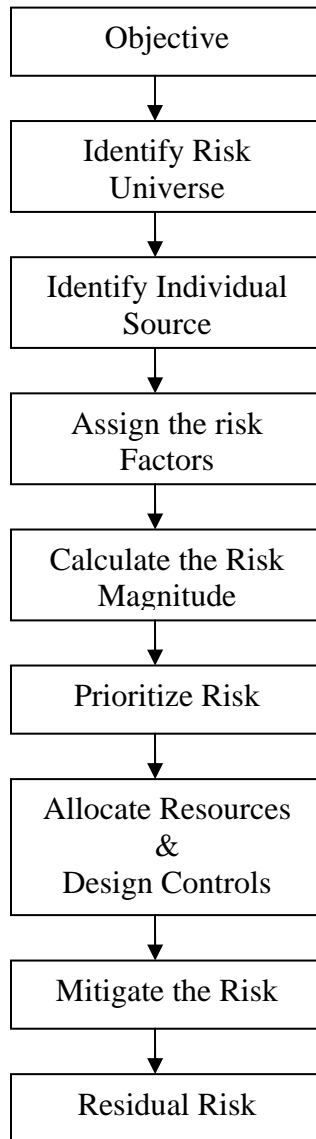 Objective
Identify Risk
Universe
Identify Individual
Source
Assign the risk
Factors
Calculate the Risk
Magnitude
Prioritize Risk
Allocate Resources
&
Design Controls
Mitigate the Risk
Residual Risk